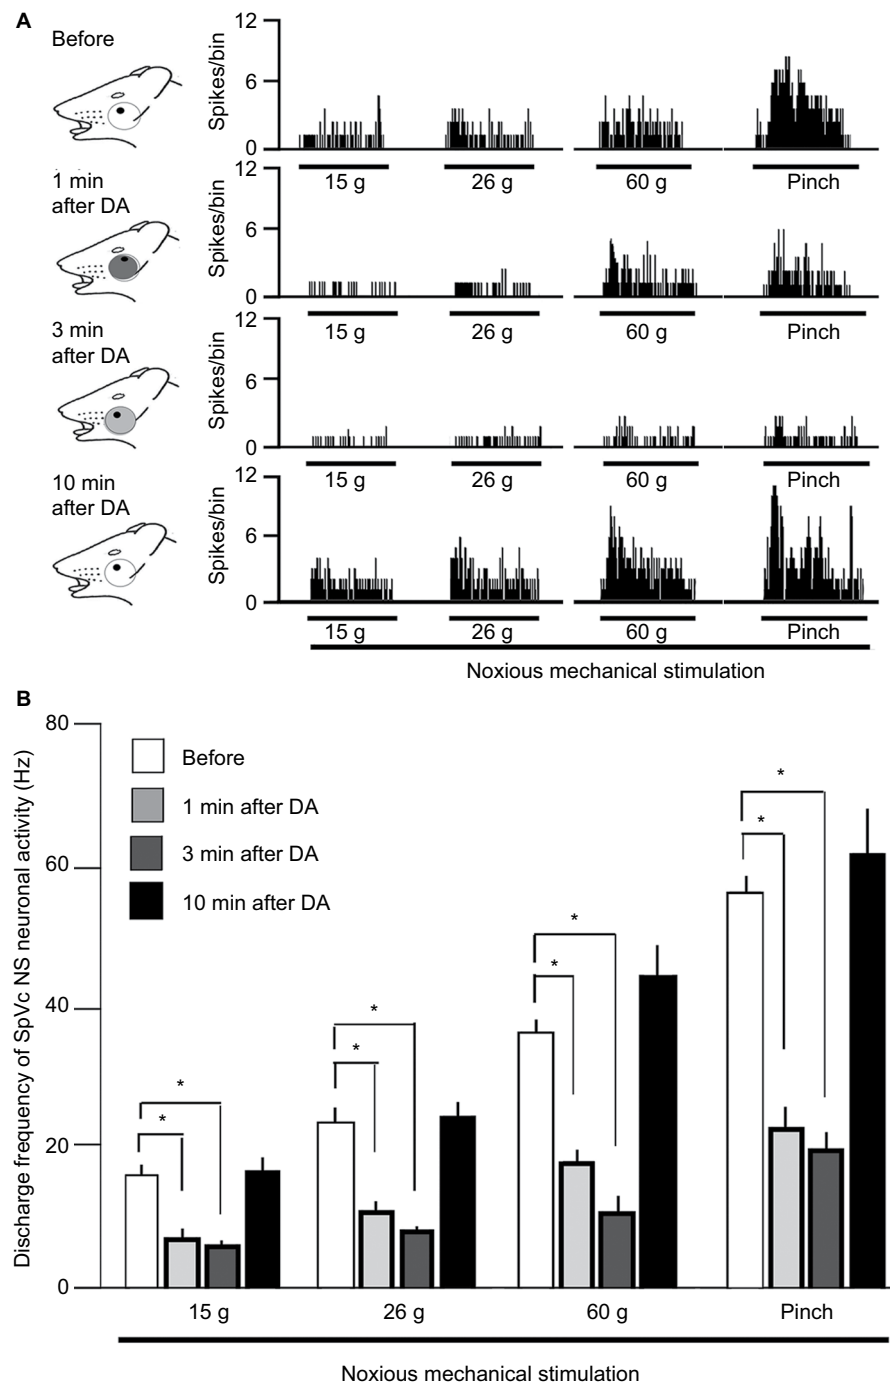 A
Before
Spikes/bin
12
6
0
15 g 26 g 60 g Pinch
1 min
after DA
Spikes/bin
12
6
0
15 g 26 g 60 g Pinch
3 min
after DA
Spikes/bin
12
6
0
15 g 26 g 60 g Pinch
10 min
after DA
Spikes/bin
12
6
0
15 g 26 g 60 g Pinch
Noxious mechanical stimulation
B
Discharge frequency of SpVc NS neuronal activity (Hz)
80
60
40
20
0
Before
1 min after DA
3 min after DA
10 min after DA
* *
* *
* *
* *
15 g 26 g 60 g Pinch
Noxious mechanical stimulation